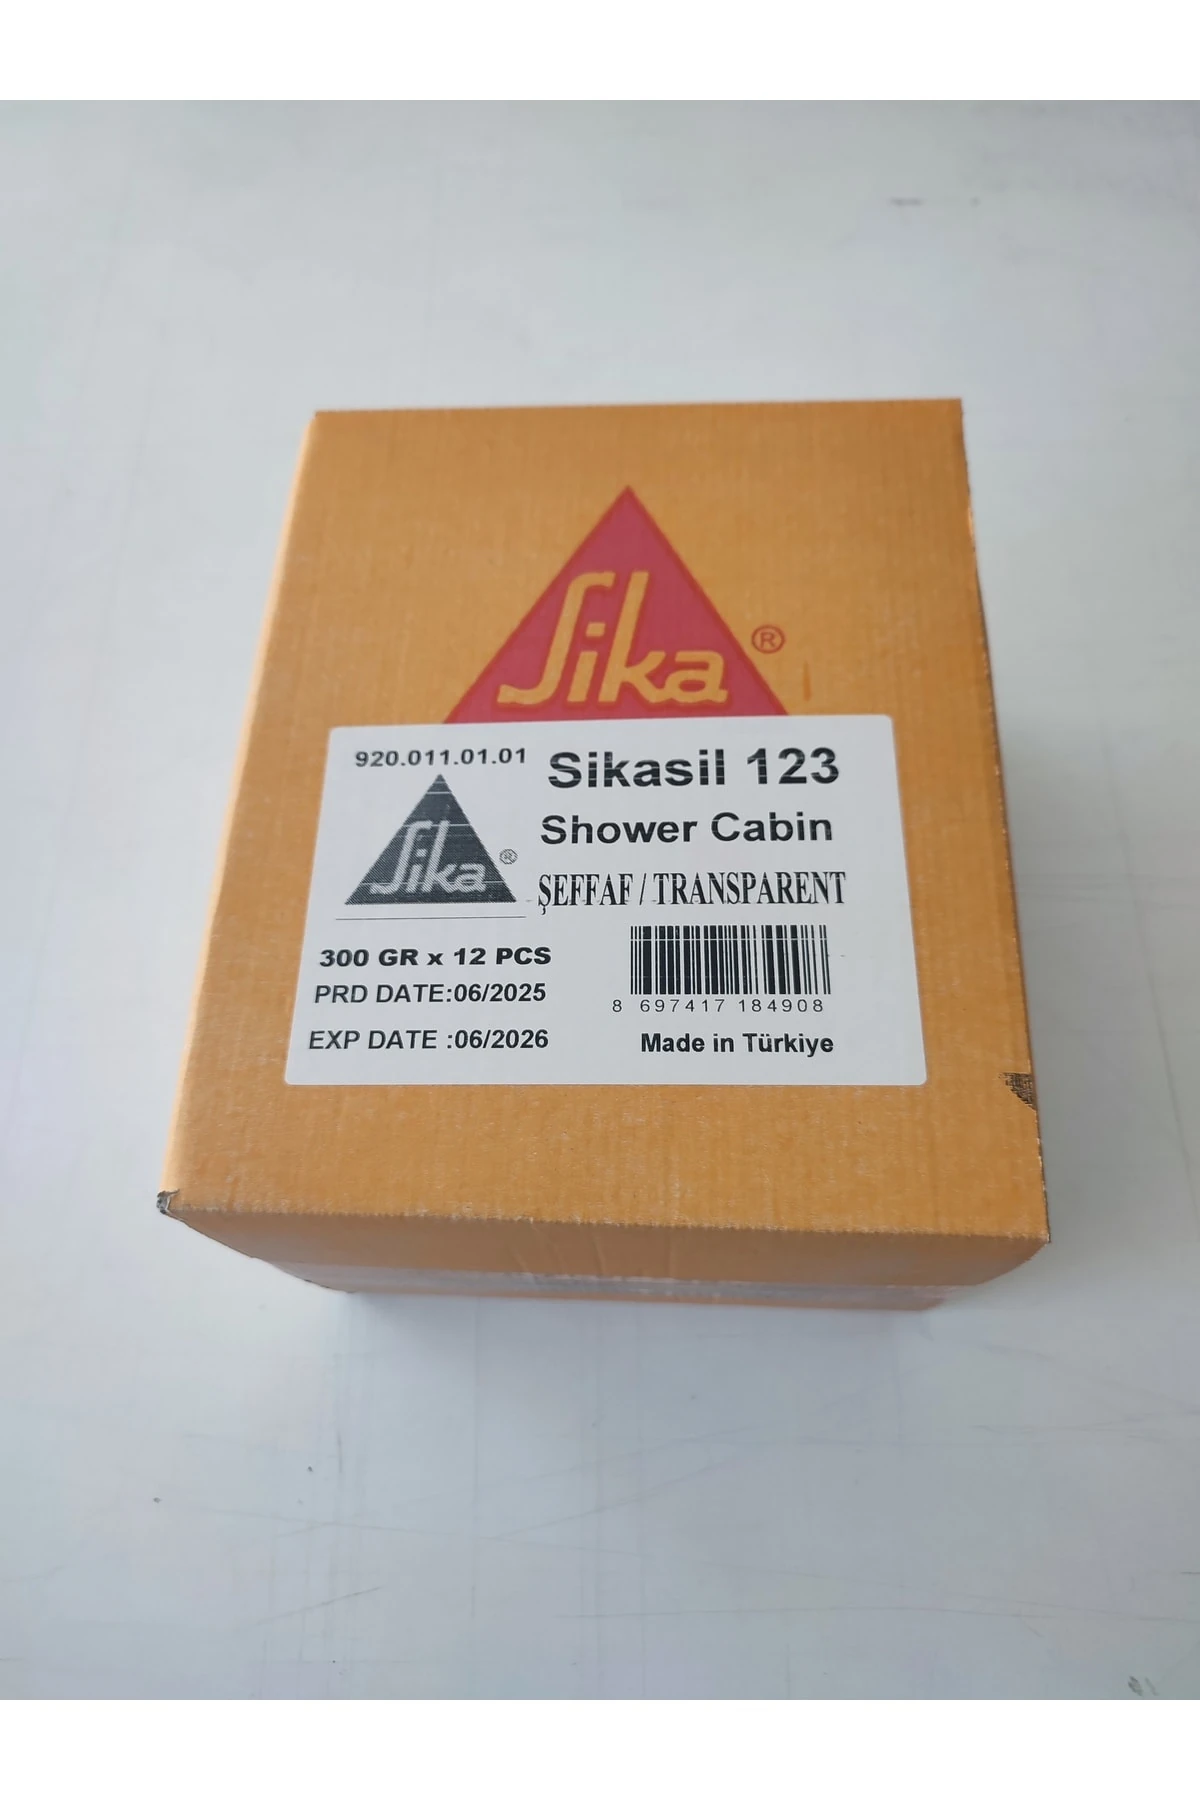 Sika®
920.011.01.01
Sikasil 123
Sika®
Shower Cabin
ŞEFFAF / TRANSPARENT
300 GR x 12 PCS
PRD DATE:06/2025
8 697417 184908
EXP DATE :06/2026
Made in Türkiye